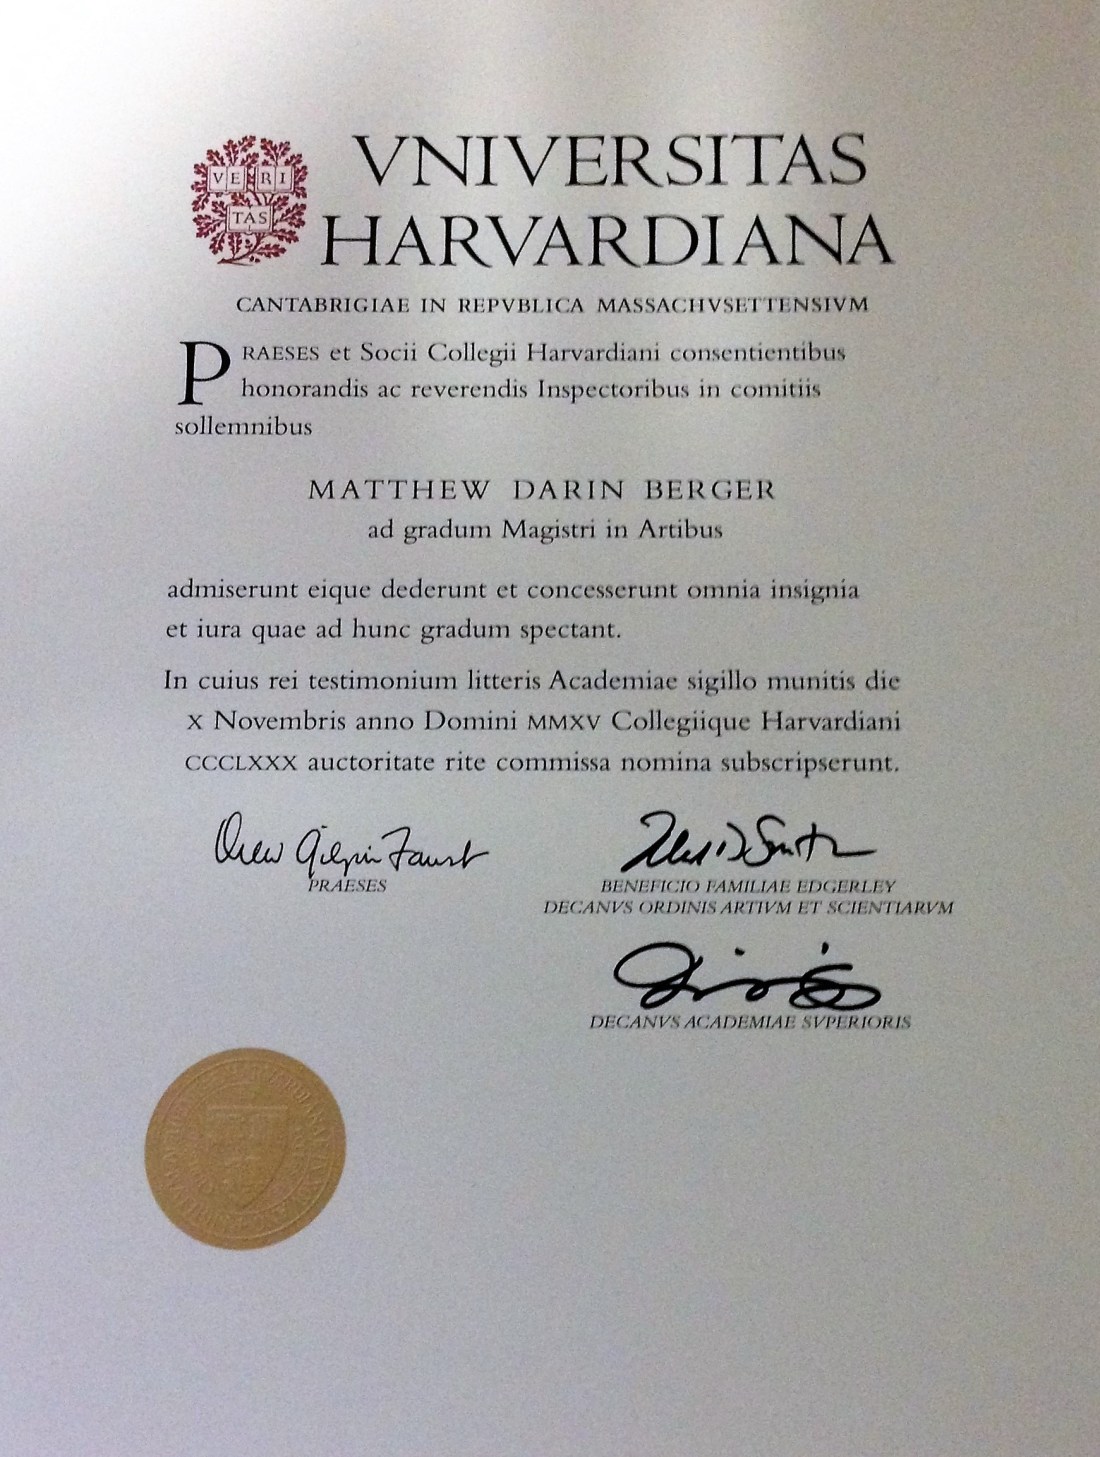 VE RI
TAS
VNIVERSITAS
HARVARDIANA
CANTABRIGIAE IN REPVBLICA MASSACHVSETTENSIVM
PRAESES et Socii Collegii Harvardiani consentientibus
honorandis ac reverendis Inspectoribus in comitiis
sollemnibus
MATTHEW DARIN BERGER
ad gradum Magistri in Artibus
admiserunt eique dederunt et concesserunt omnia insignia
et iura quae ad hunc gradum spectant.
In cuius rei testimonium litteris Academiae sigillo munitis die
X Novembris anno Domini MMXV Collegiique Harvardiani
CCCLXXX auctoritate rite commissa nomina subscripserunt.
Drew Gilpin Faust
PRAESES
BENEFICIO FAMILIAE EDGERLEY
DECANVS ORDINIS ARTIVM ET SCIENTIARVM
DECANVS ACADEMIAE SVPERIORIS